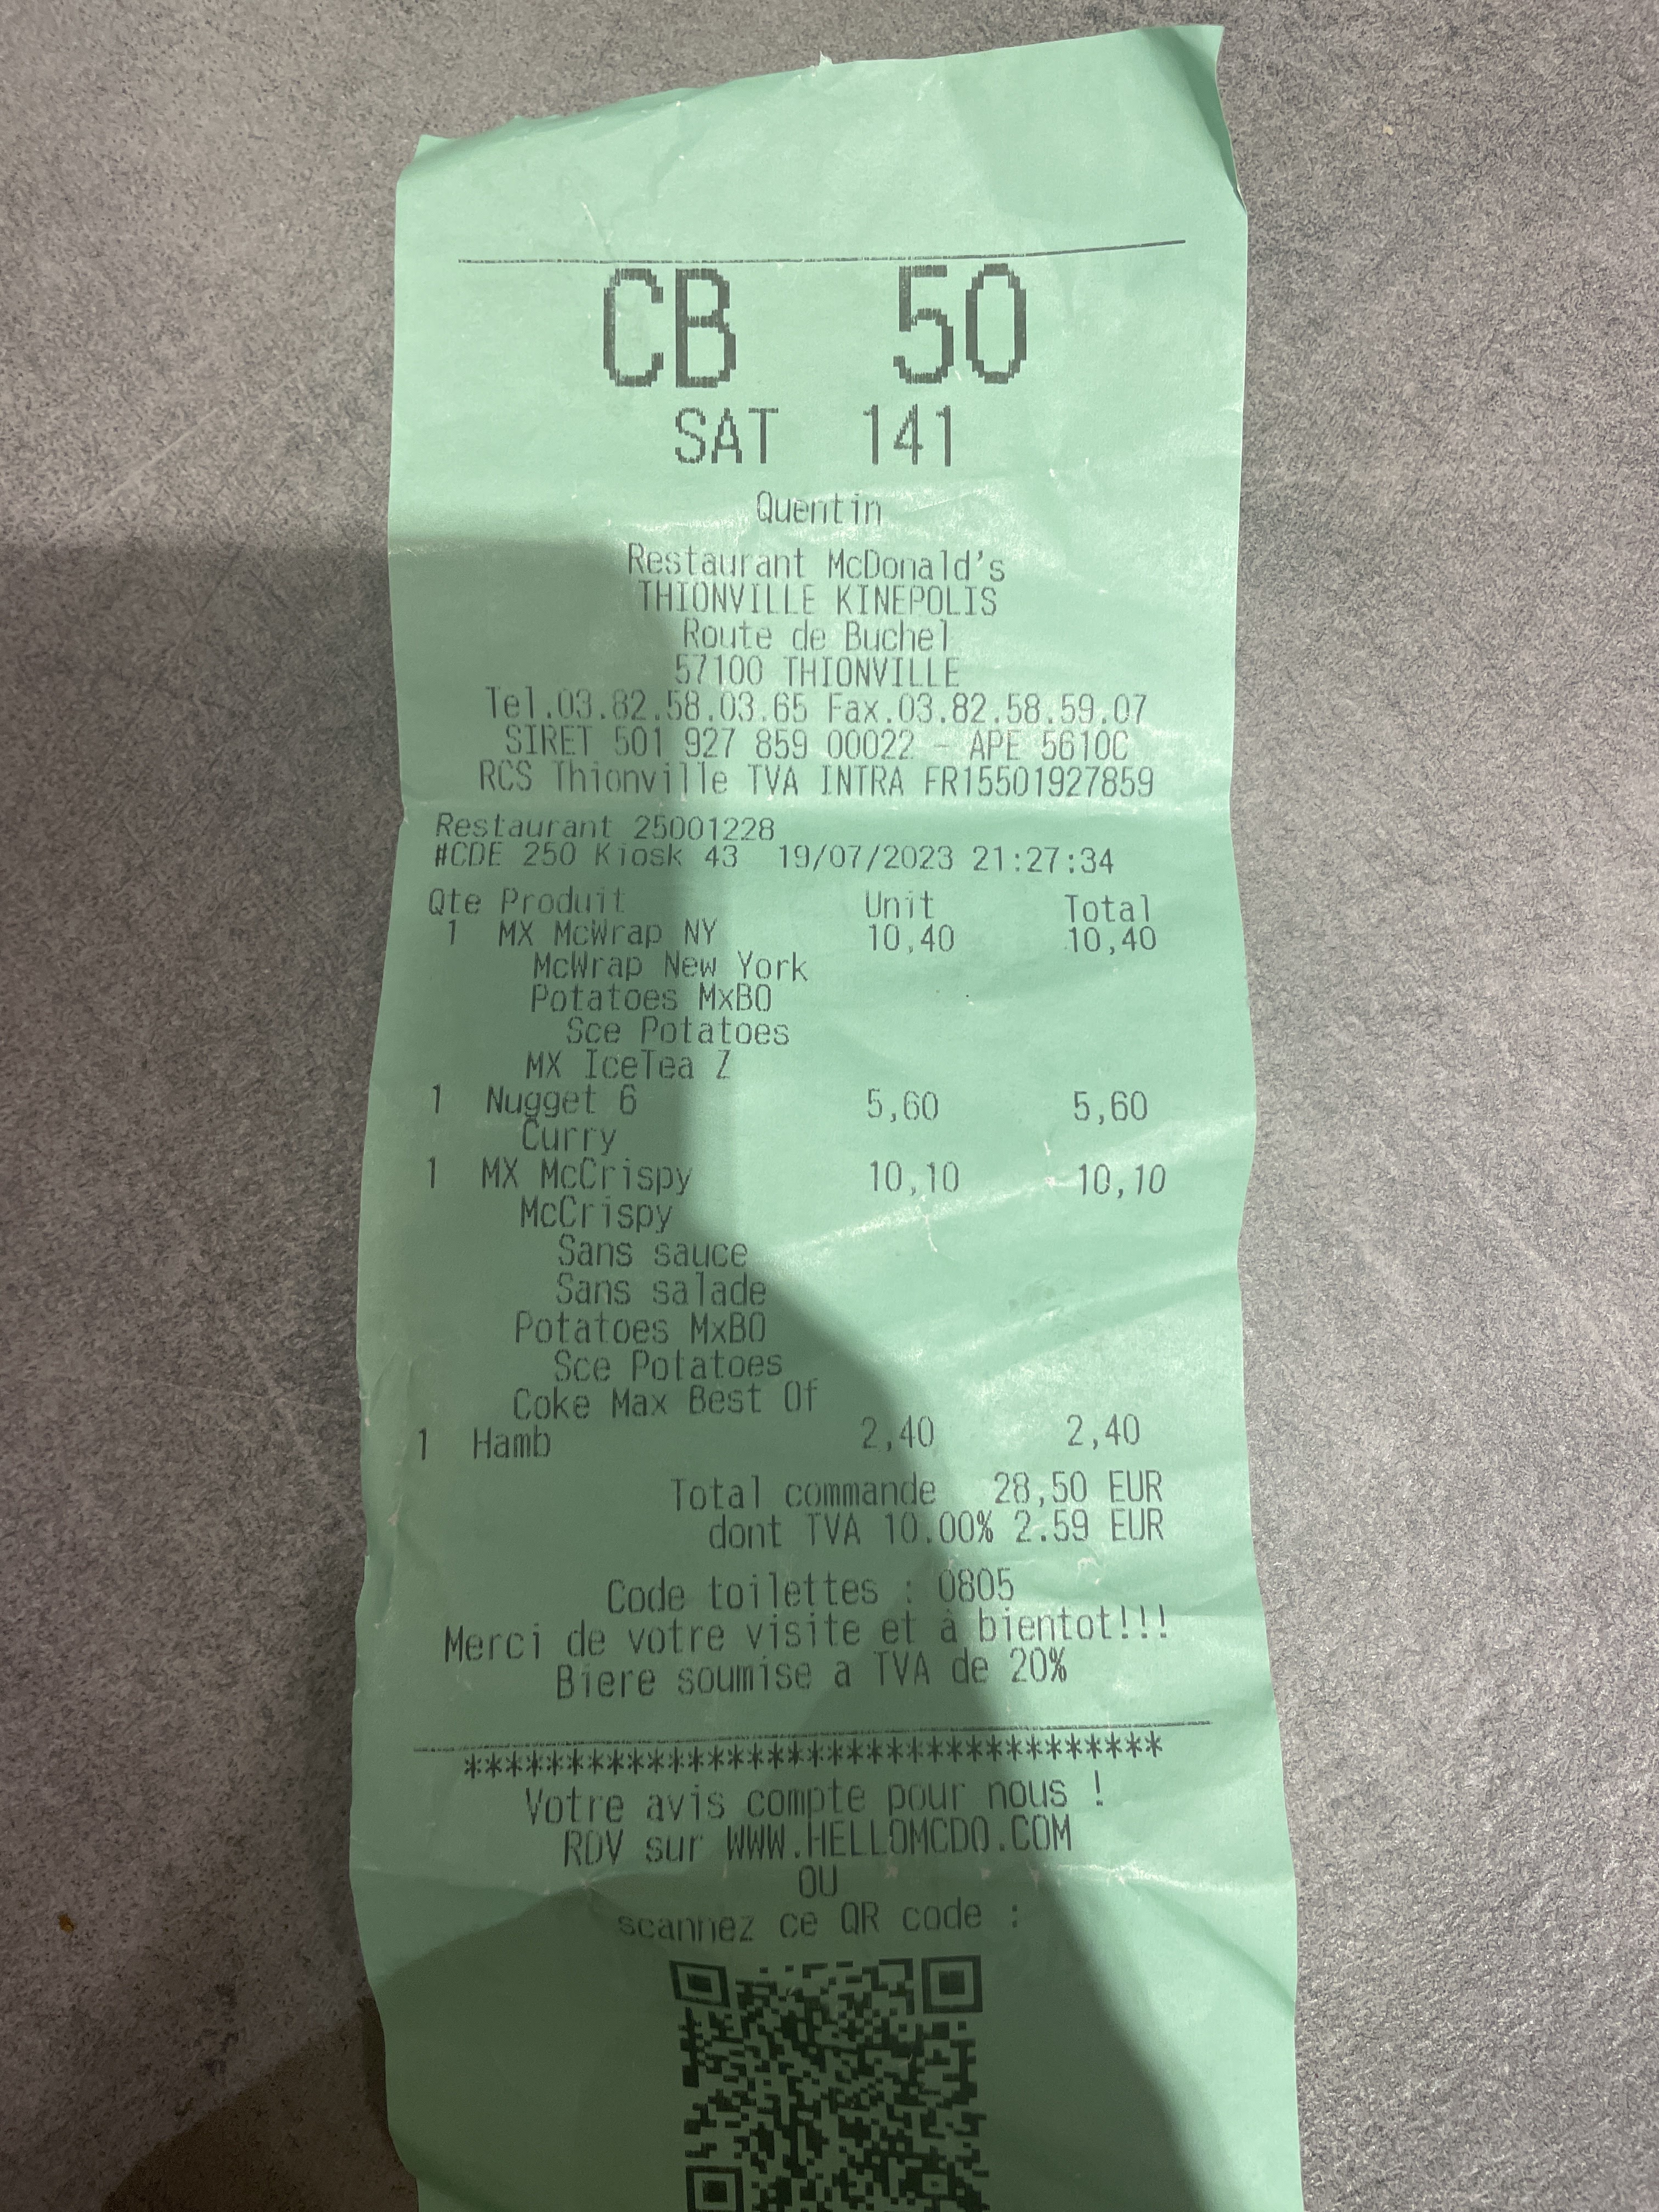 CB 50
SAT 141
Quentin
Restaurant McDonald's
THIONVILLE KINEPOLIS
Route de Buchel
57100 THIONVILLE
Tel.03.82.58.03.65 Fax.03.82.58.59.07
SIRET 501 927 859 00022 - APE 5610C
RCS Thionville TVA INTRA FR15501927859
Restaurant 25001228
#CDE 250 Kiosk 43 19/07/2023 21:27:34
Qte Produit Unit Total
1 MX McWrap NY 10,40 10,40
McWrap New York
Potatoes MxBO
Sce Potatoes
MX IceTea Z
1 Nugget 6 5,60 5,60
Curry
1 MX McCrispy 10,10 10,10
McCrispy
Sans sauce
Sans salade
Potatoes MxBO
Sce Potatoes
Coke Max Best Of
1 Hamb 2,40 2,40
Total commande 28,50 EUR
dont TVA 10.00% 2.59 EUR
Code toilettes : 0805
Merci de votre visite et à bientot!!!
Biere soumise a TVA de 20%
***********************************
Votre avis compte pour nous !
RDV sur WWW.HELLOMCDO.COM
OU
scannez ce QR code :